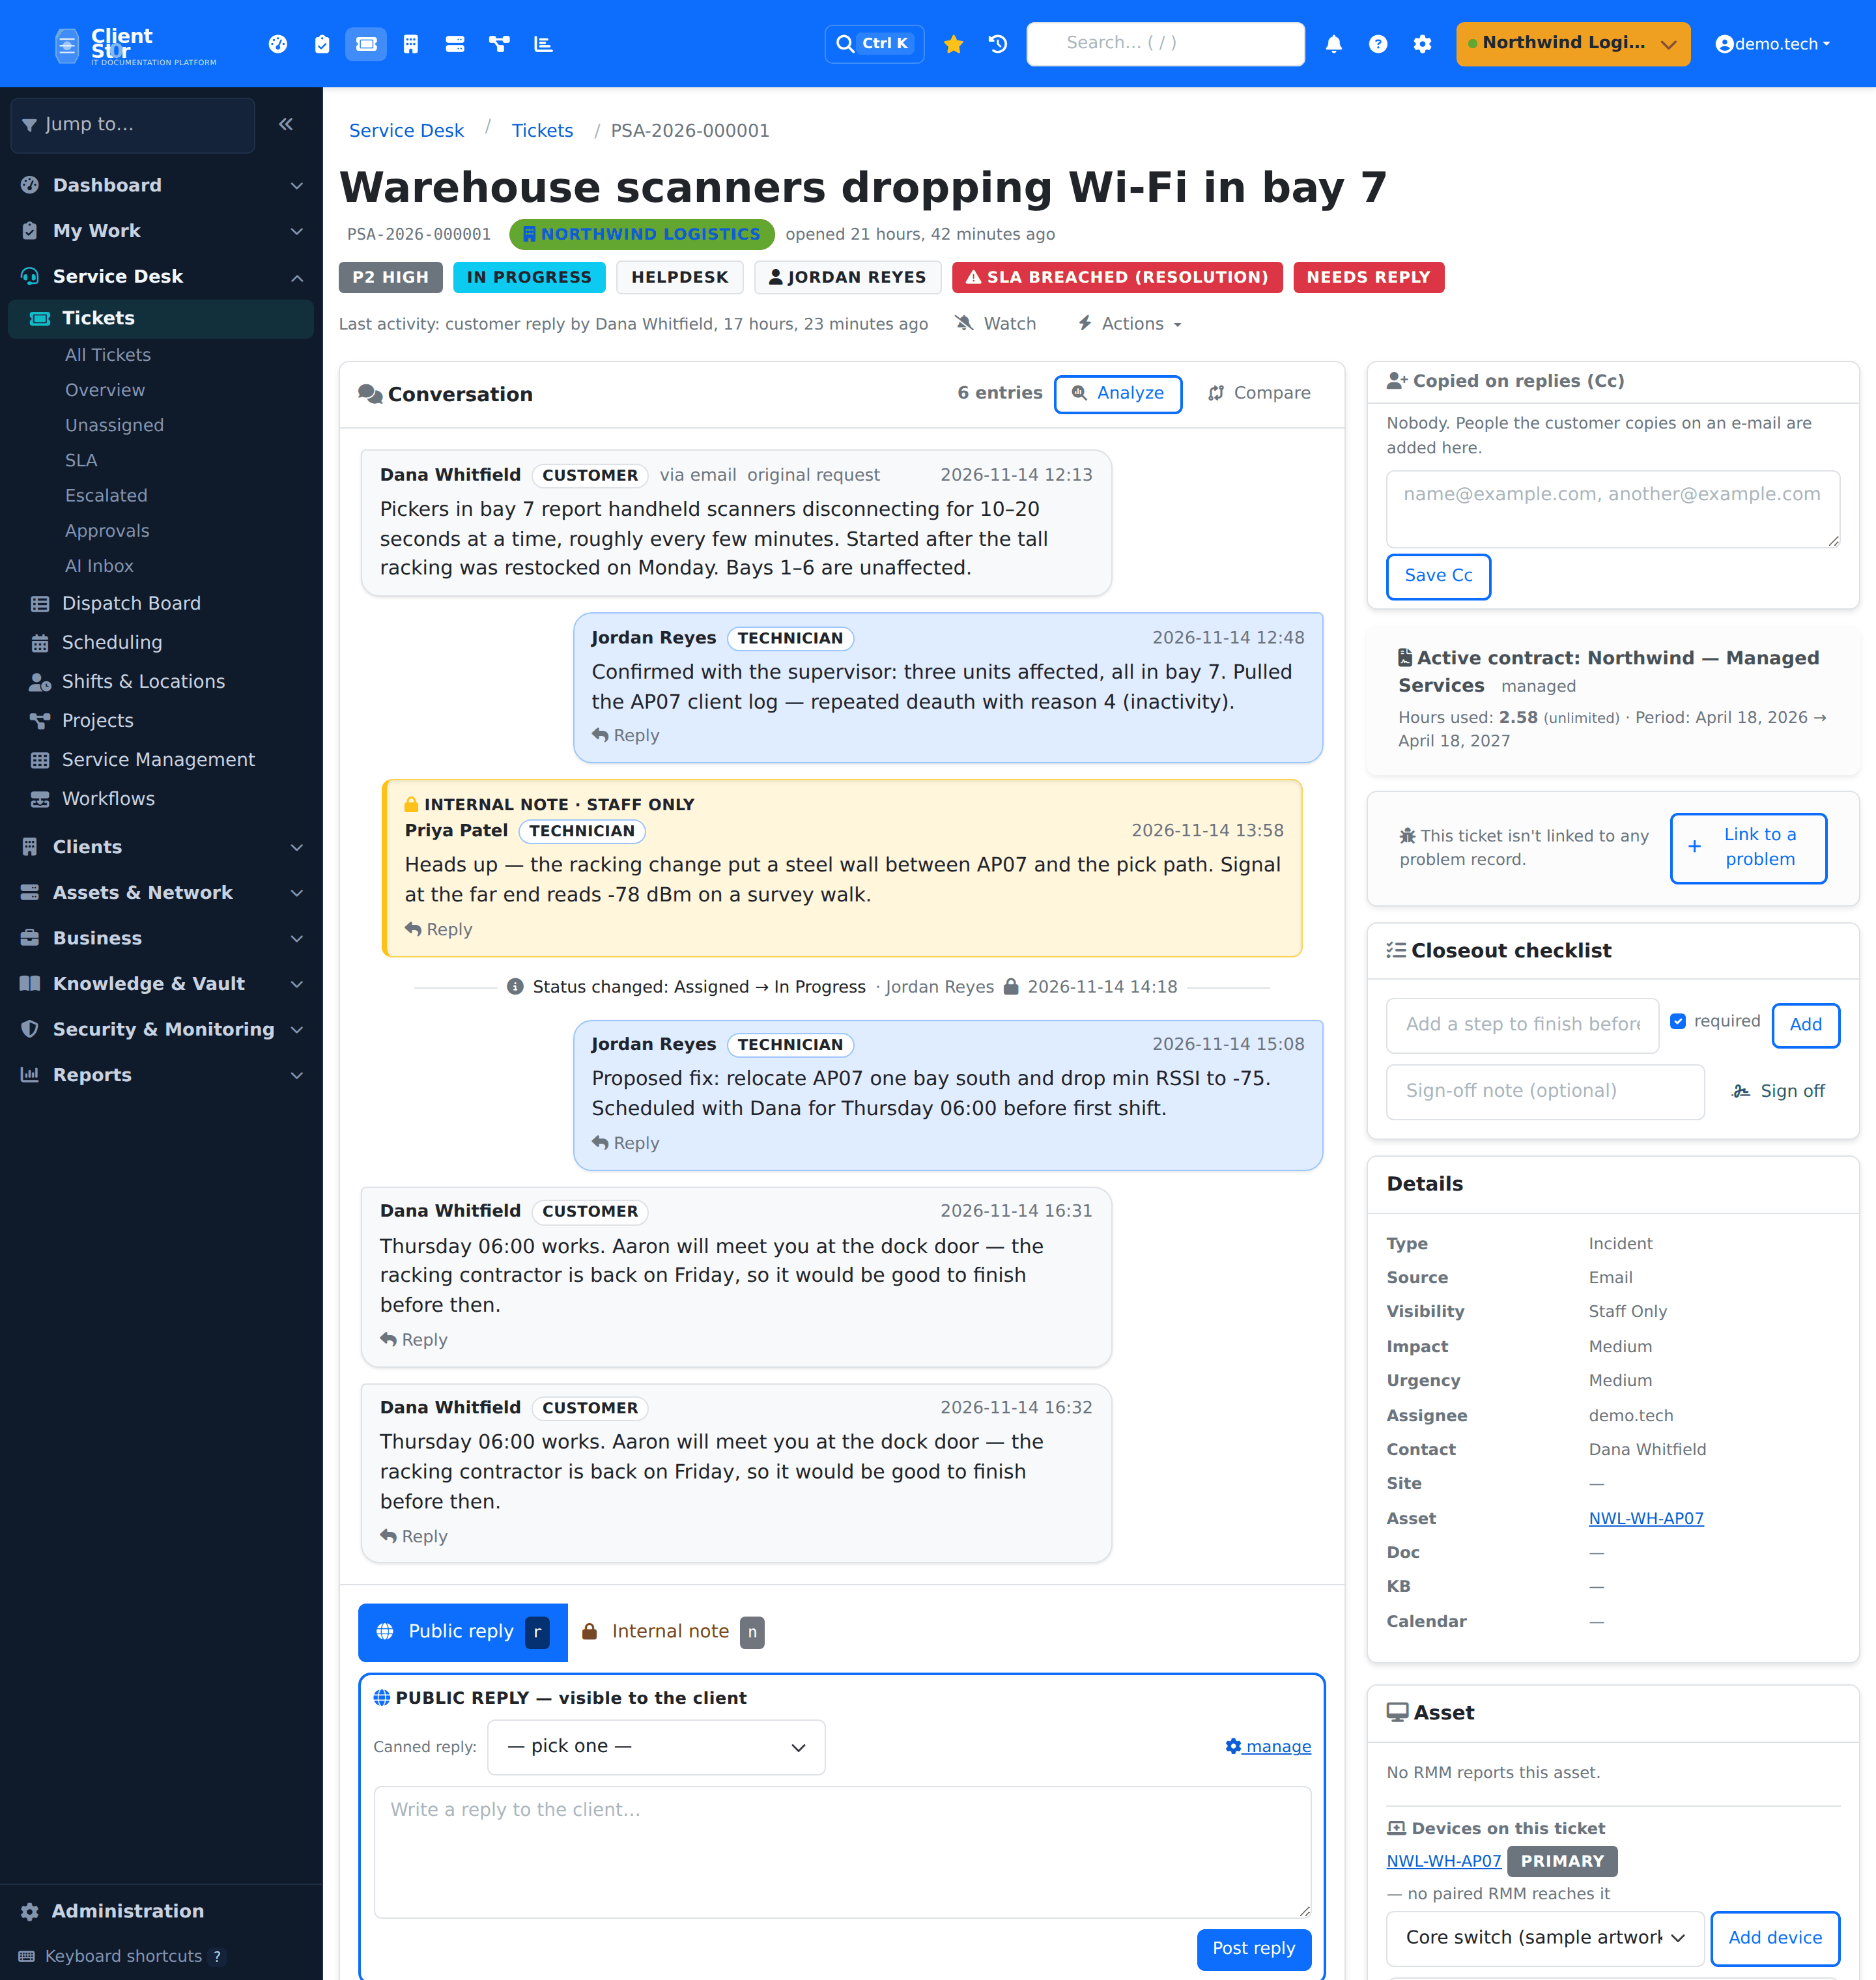 Client
St0r
IT DOCUMENTATION PLATFORM
Ctrl K
Search... ( / )
Northwind Logi...
demo.tech
Jump to...
Dashboard
My Work
Service Desk
Tickets
All Tickets
Overview
Unassigned
SLA
Escalated
Approvals
AI Inbox
Dispatch Board
Scheduling
Shifts & Locations
Projects
Service Management
Workflows
Clients
Assets & Network
Business
Knowledge & Vault
Security & Monitoring
Reports
Administration
Keyboard shortcuts ?
Service Desk / Tickets / PSA-2026-000001
Warehouse scanners dropping Wi-Fi in bay 7
PSA-2026-000001 NORTHWIND LOGISTICS opened 21 hours, 42 minutes ago
P2 HIGH IN PROGRESS HELPDESK JORDAN REYES SLA BREACHED (RESOLUTION) NEEDS REPLY
Last activity: customer reply by Dana Whitfield, 17 hours, 23 minutes ago Watch Actions
Conversation 6 entries Analyze Compare
Dana Whitfield CUSTOMER via email original request 2026-11-14 12:13
Pickers in bay 7 report handheld scanners disconnecting for 10–20
seconds at a time, roughly every few minutes. Started after the tall
racking was restocked on Monday. Bays 1–6 are unaffected.
Jordan Reyes TECHNICIAN 2026-11-14 12:48
Confirmed with the supervisor: three units affected, all in bay 7. Pulled
the AP07 client log — repeated deauth with reason 4 (inactivity).
Reply
INTERNAL NOTE · STAFF ONLY
Priya Patel TECHNICIAN 2026-11-14 13:58
Heads up — the racking change put a steel wall between AP07 and the pick path. Signal
at the far end reads -78 dBm on a survey walk.
Reply
Status changed: Assigned → In Progress · Jordan Reyes 2026-11-14 14:18
Jordan Reyes TECHNICIAN 2026-11-14 15:08
Proposed fix: relocate AP07 one bay south and drop min RSSI to -75.
Scheduled with Dana for Thursday 06:00 before first shift.
Reply
Dana Whitfield CUSTOMER 2026-11-14 16:31
Thursday 06:00 works. Aaron will meet you at the dock door — the
racking contractor is back on Friday, so it would be good to finish
before then.
Reply
Dana Whitfield CUSTOMER 2026-11-14 16:32
Thursday 06:00 works. Aaron will meet you at the dock door — the
racking contractor is back on Friday, so it would be good to finish
before then.
Reply
Public reply r Internal note n
PUBLIC REPLY — visible to the client
Canned reply: — pick one — manage
Write a reply to the client...
Post reply
Copied on replies (Cc)
Nobody. People the customer copies on an e-mail are
added here.
name@example.com, another@example.com
Save Cc
Active contract: Northwind — Managed
Services managed
Hours used: 2.58 (unlimited) · Period: April 18, 2026 →
April 18, 2027
This ticket isn't linked to any
problem record.
Link to a
problem
Closeout checklist
Add a step to finish before required Add
Sign-off note (optional) Sign off
Details
Type Incident
Source Email
Visibility Staff Only
Impact Medium
Urgency Medium
Assignee demo.tech
Contact Dana Whitfield
Site —
Asset NWL-WH-AP07
Doc —
KB —
Calendar —
Asset
No RMM reports this asset.
Devices on this ticket
NWL-WH-AP07 PRIMARY
— no paired RMM reaches it
Core switch (sample artwork Add device